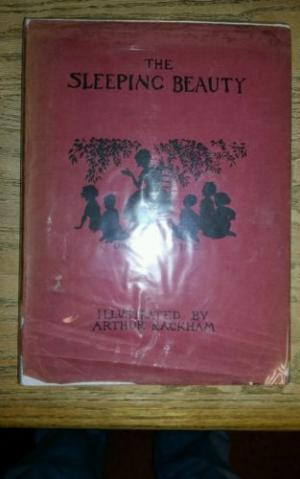 THE
SLEEPING BEAUTY
ILLUSTRATED BY
ARTHUR RACKHAM